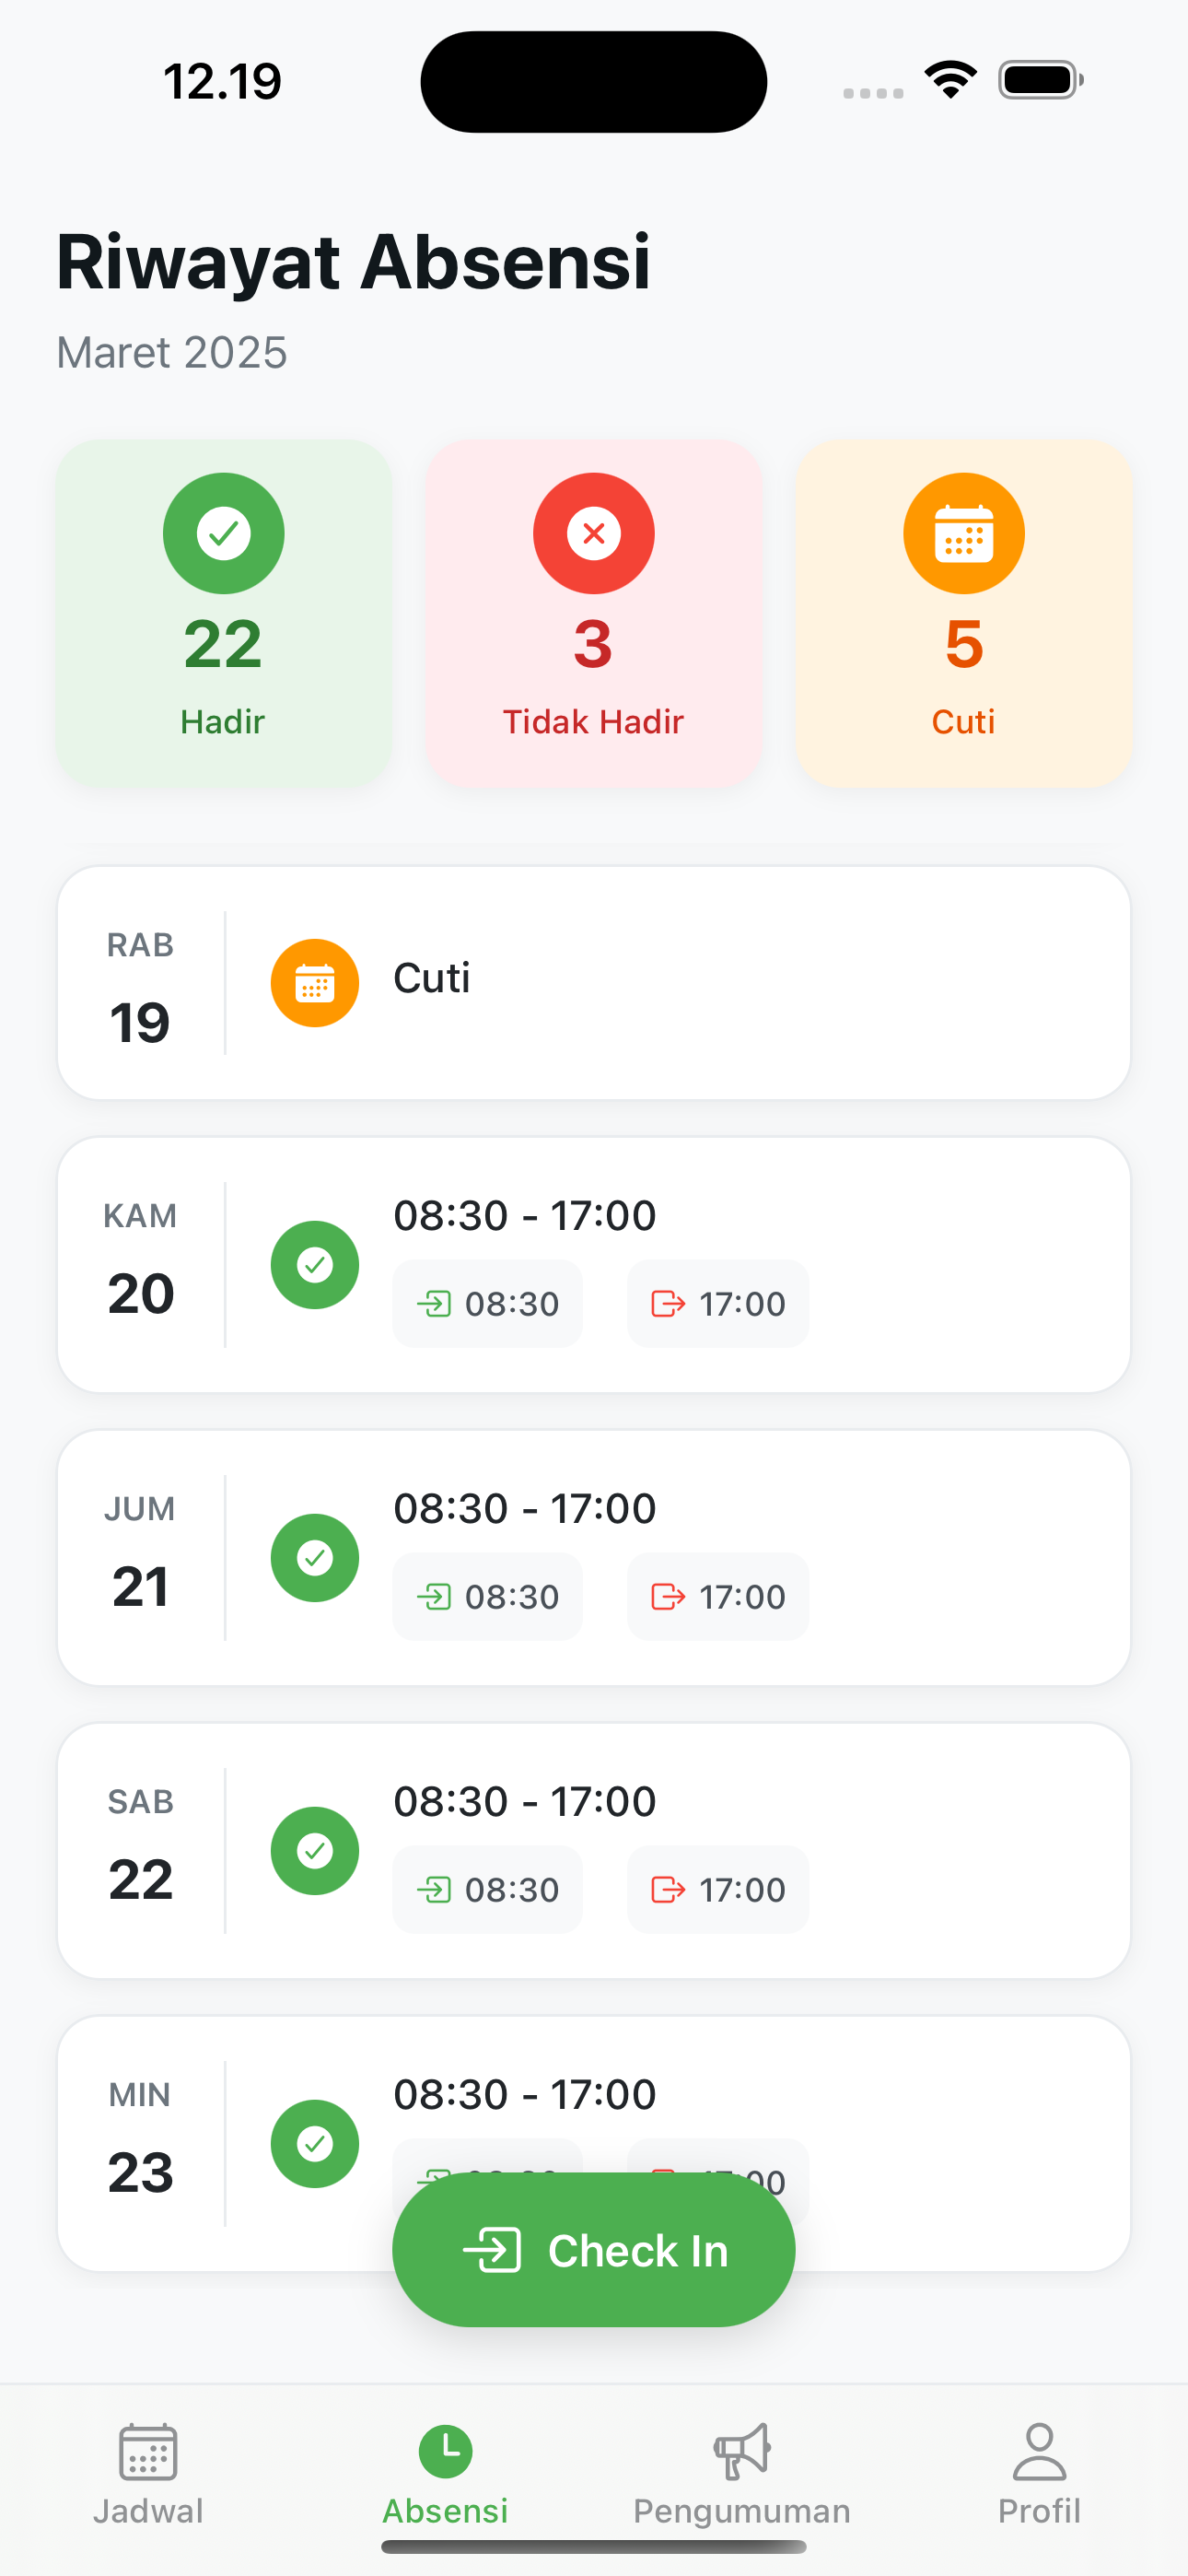 12.19
Riwayat Absensi
Maret 2025
22
Hadir
3
Tidak Hadir
5
Cuti
RAB
19
Cuti
KAM
20
08:30 - 17:00
08:30
17:00
JUM
21
08:30 - 17:00
08:30
17:00
SAB
22
08:30 - 17:00
08:30
17:00
MIN
23
08:30 - 17:00
Check In
Jadwal
Absensi
Pengumuman
Profil